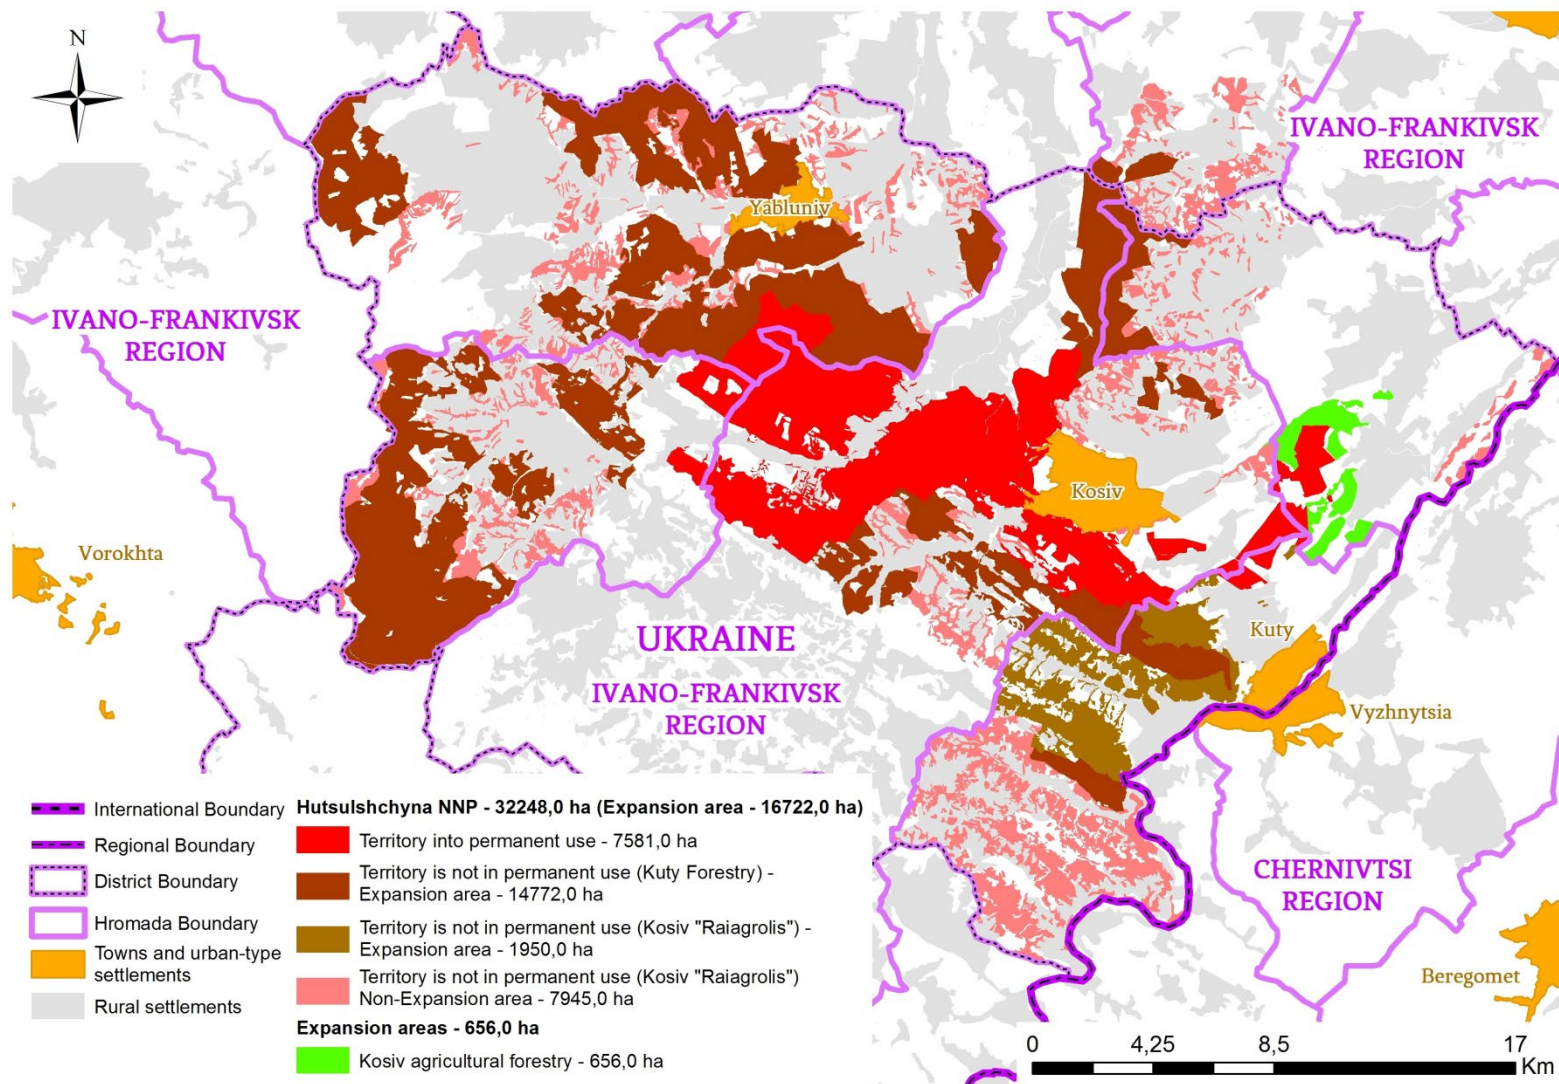 N
IVANO-FRANKIVSK
REGION
Yabluniv
IVANO-FRANKIVSK
REGION
Kosiv
Vorokhta
UKRAINE
IVANO-FRANKIVSK
REGION
Kuty
Vyzhnytsia
CHERNIVTSI
REGION
Beregomet
International Boundary
Regional Boundary
District Boundary
Hromada Boundary
Towns and urban-type
settlements
Rural settlements
Hutsulshchyna NNP - 32248,0 ha (Expansion area - 16722,0 ha)
Territory into permanent use - 7581,0 ha
Territory is not in permanent use (Kuty Forestry) -
Expansion area - 14772,0 ha
Territory is not in permanent use (Kosiv "Raiagrolis") -
Expansion area - 1950,0 ha
Territory is not in permanent use (Kosiv "Raiagrolis")
Non-Expansion area - 7945,0 ha
Expansion areas - 656,0 ha
Kosiv agricultural forestry - 656,0 ha
0 4,25 8,5 17
Km